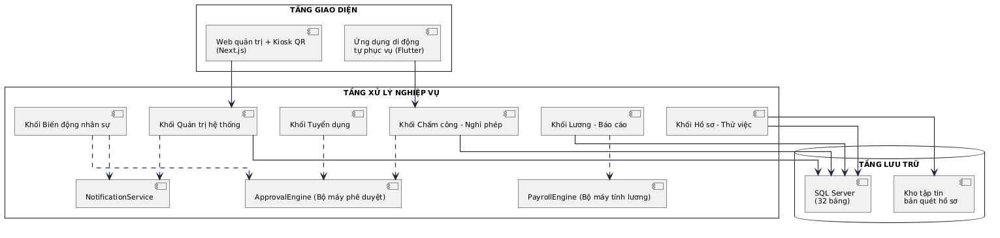 TẦNG GIAO DIỆN
Web quản trị + Kiosk QR
(Next.js)
Ứng dụng di động
tự phục vụ (Flutter)
TẦNG XỬ LÝ NGHIỆP VỤ
Khối Biến động nhân sự
Khối Quản trị hệ thống
Khối Tuyển dụng
Khối Chấm công - Nghỉ phép
Khối Lương - Báo cáo
Khối Hồ sơ - Thử việc
NotificationService
ApprovalEngine (Bộ máy phê duyệt)
PayrollEngine (Bộ máy tính lương)
TẦNG LƯU TRỮ
SQL Server
(32 bảng)
Kho tập tin
bản quét hồ sơ